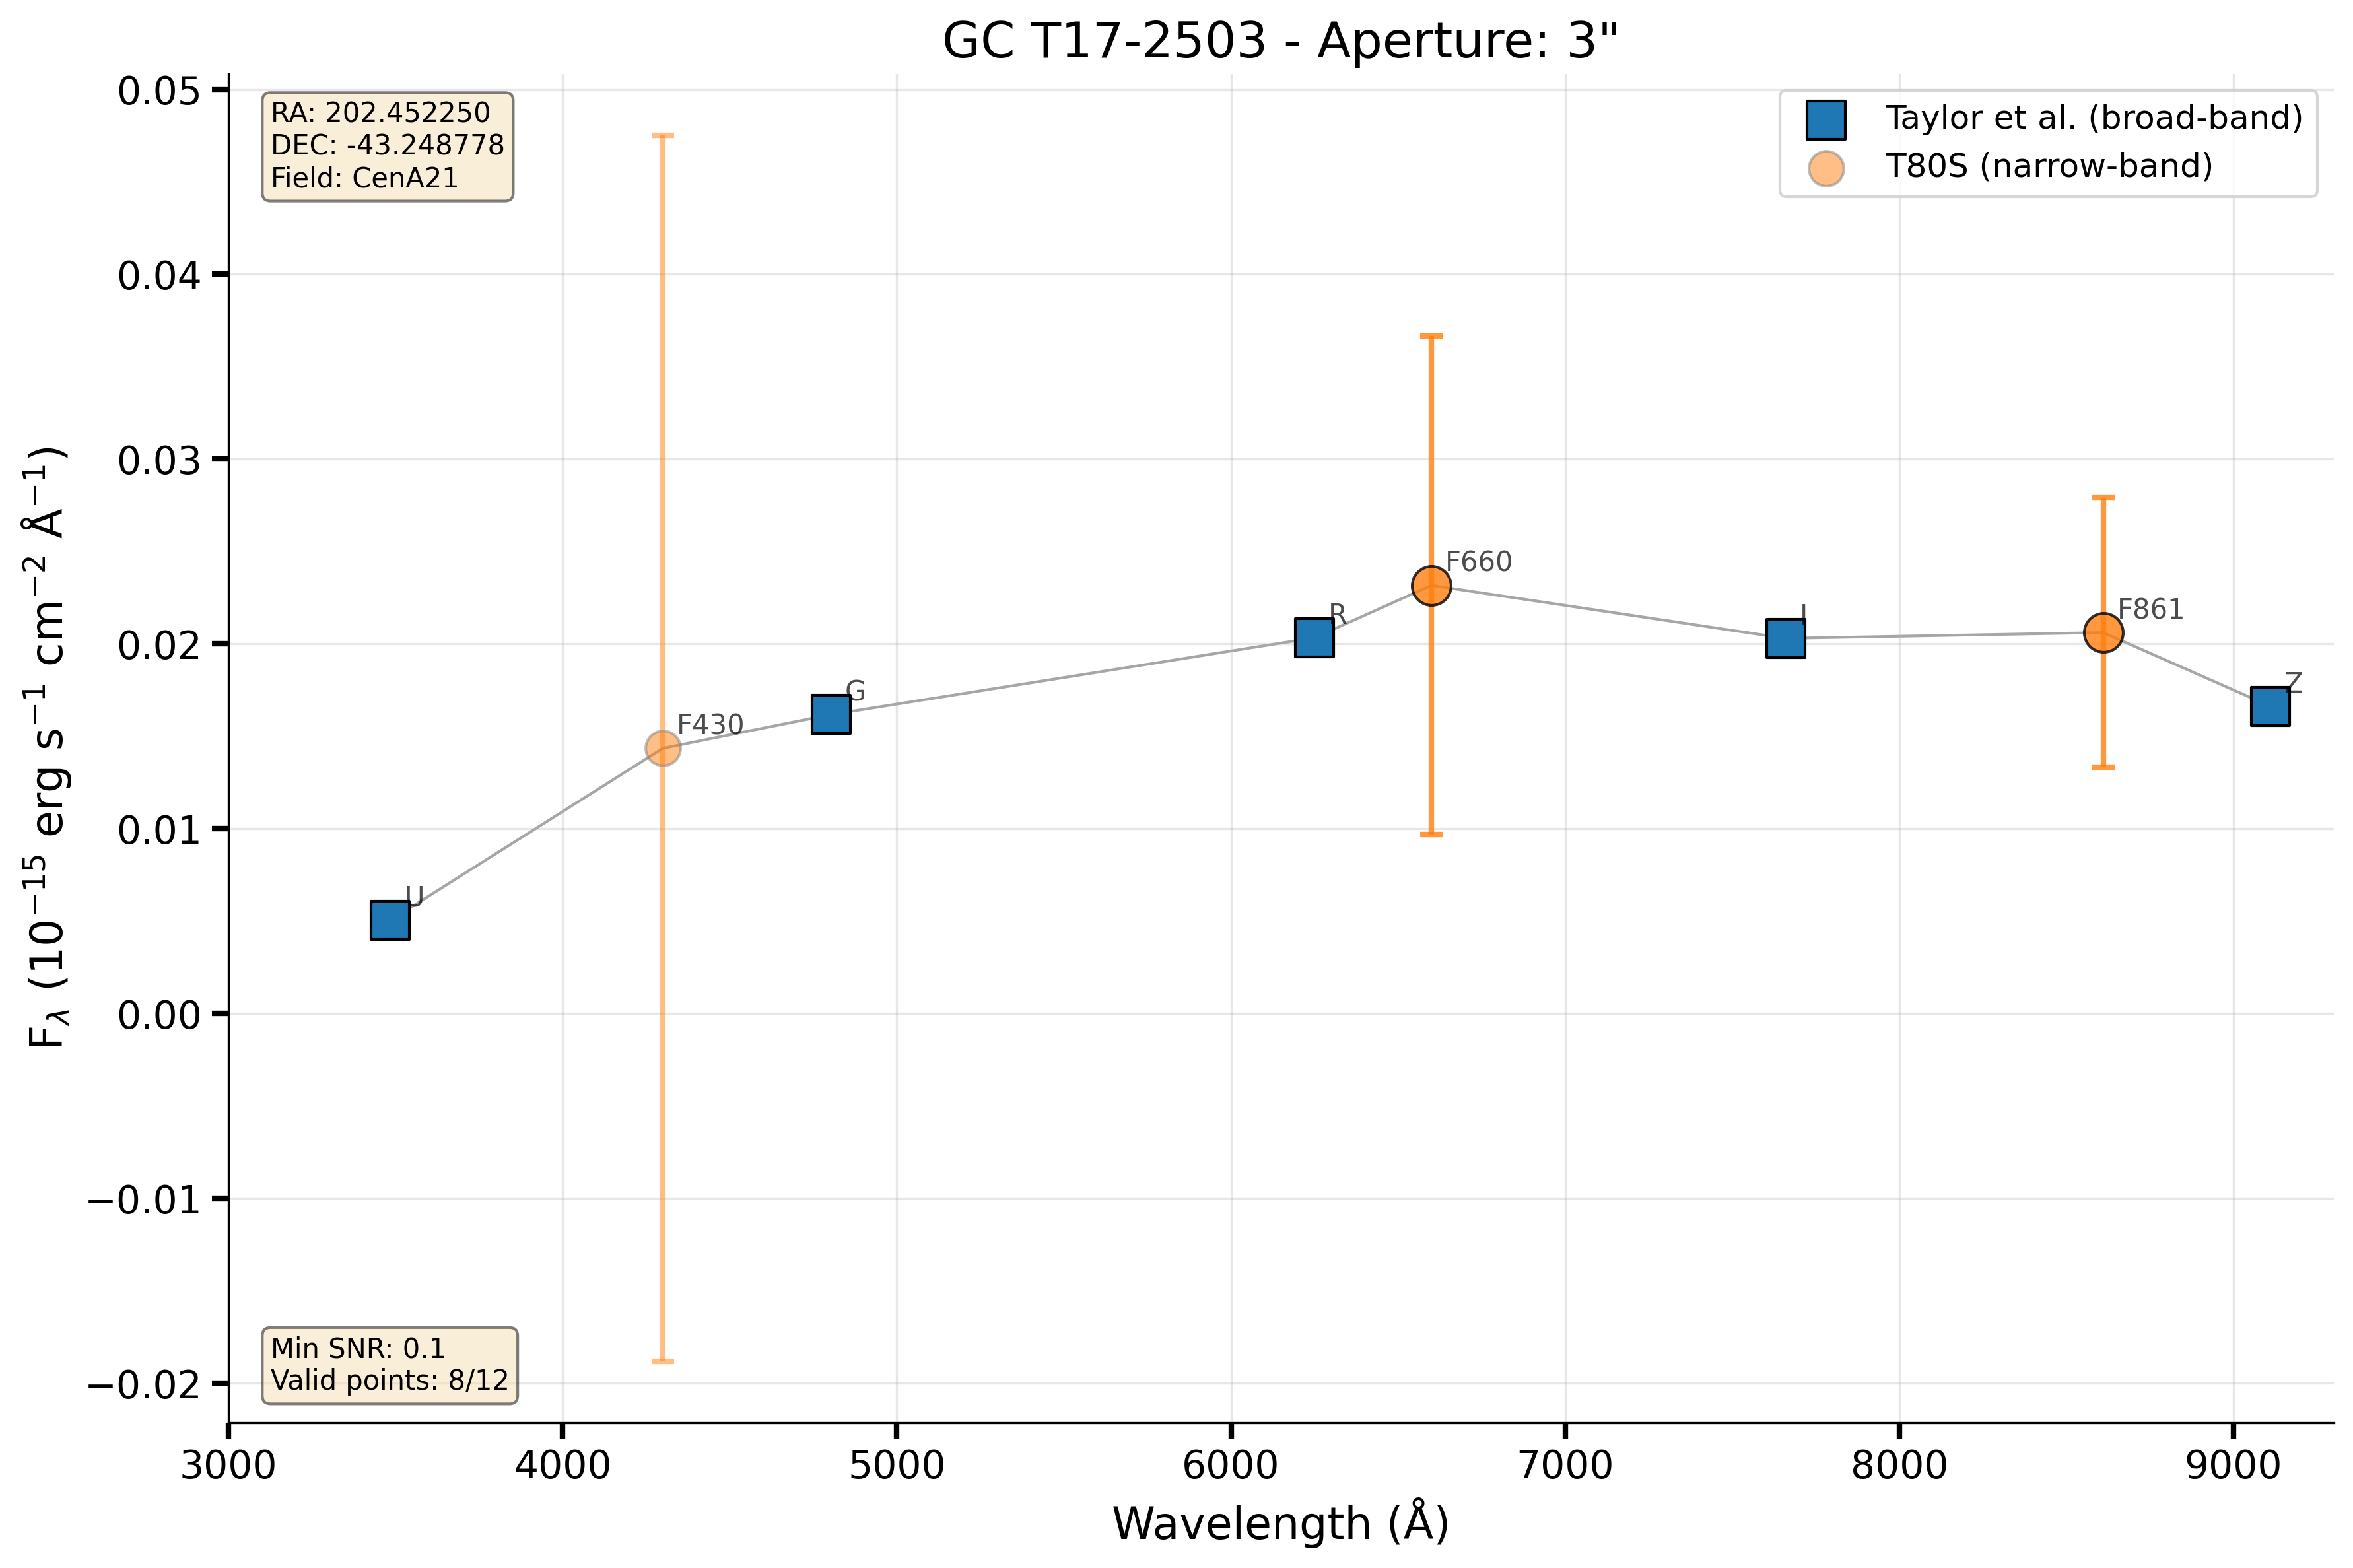 GC T17-2503 - Aperture: 3"
RA: 202.452250
DEC: -43.248778
Field: CenA21
Taylor et al. (broad-band)
T80S (narrow-band)
0.05
0.04
0.03
0.02
0.01
0.00
−0.01
−0.02
F_λ (10⁻¹⁵ erg s⁻¹ cm⁻² Å⁻¹)
U
F430
G
R
F660
I
F861
Z
Min SNR: 0.1
Valid points: 8/12
3000 4000 5000 6000 7000 8000 9000
Wavelength (Å)